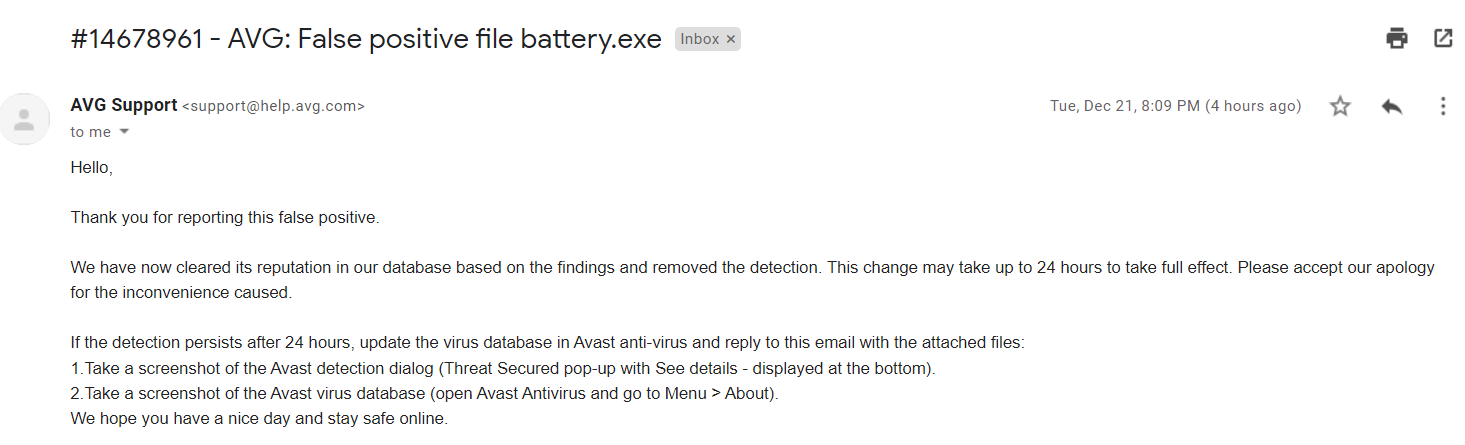 #14678961 - AVG: False positive file battery.exe Inbox ×
AVG Support <support@help.avg.com> Tue, Dec 21, 8:09 PM (4 hours ago)
to me
Hello,
Thank you for reporting this false positive.
We have now cleared its reputation in our database based on the findings and removed the detection. This change may take up to 24 hours to take full effect. Please accept our apology
for the inconvenience caused.
If the detection persists after 24 hours, update the virus database in Avast anti-virus and reply to this email with the attached files:
1.Take a screenshot of the Avast detection dialog (Threat Secured pop-up with See details - displayed at the bottom).
2.Take a screenshot of the Avast virus database (open Avast Antivirus and go to Menu > About).
We hope you have a nice day and stay safe online.